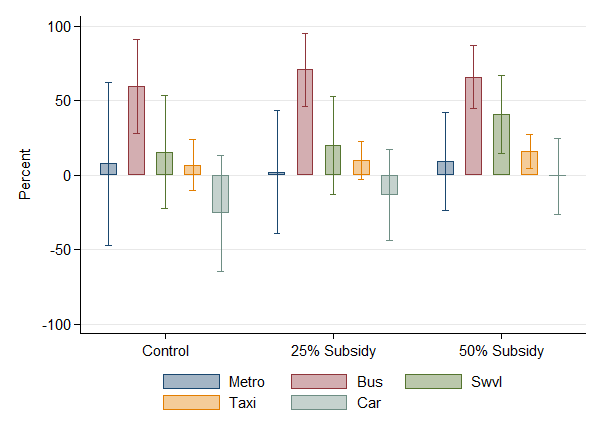 100
50
0
-50
-100
Percent
Control 25% Subsidy 50% Subsidy
Metro Bus Swvl
Taxi Car